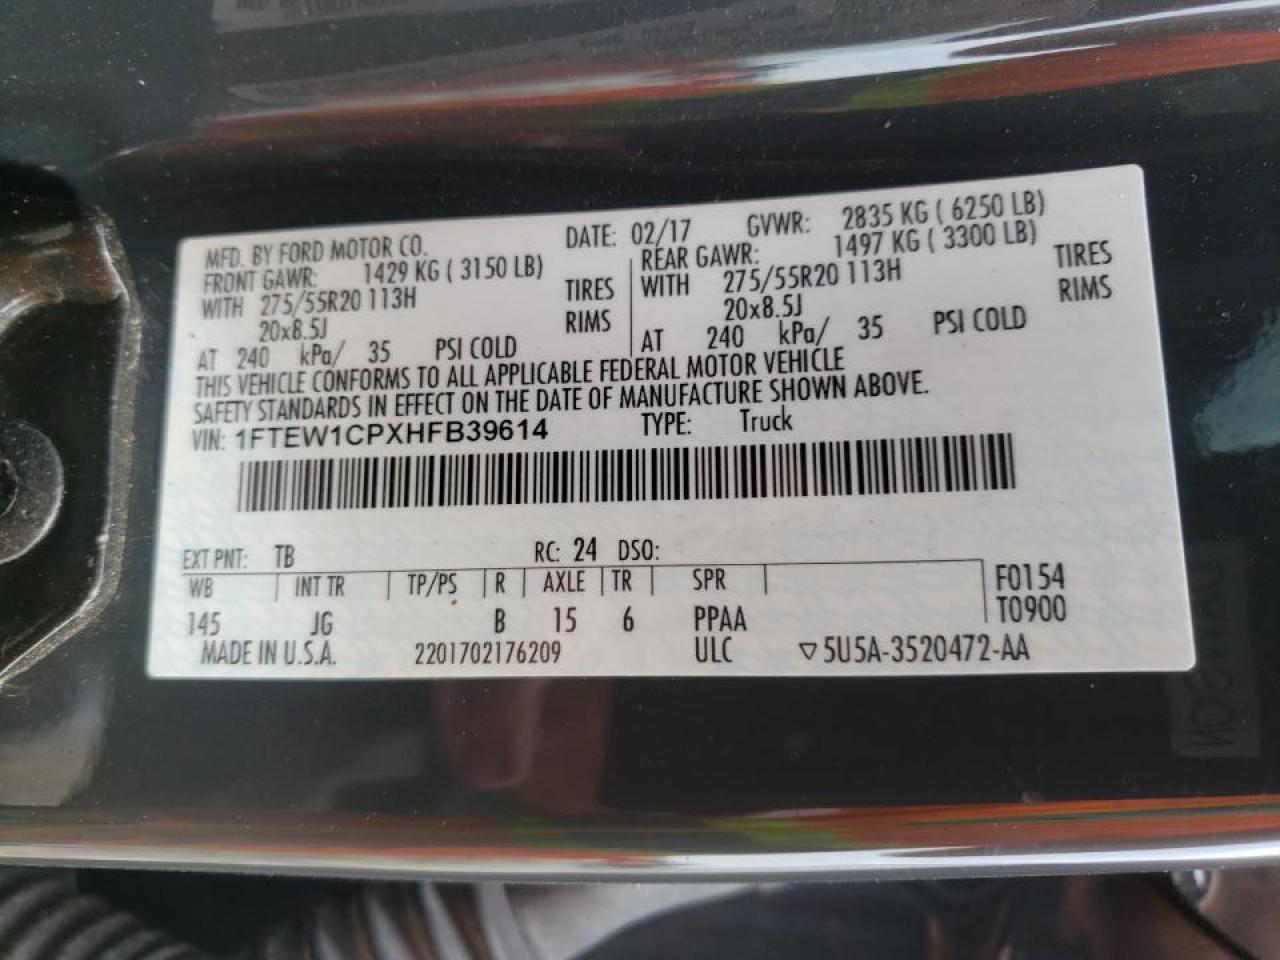 MFD. BY FORD MOTOR CO. DATE: 02/17 GVWR: 2835 KG ( 6250 LB)
FRONT GAWR: 1429 KG ( 3150 LB) REAR GAWR: 1497 KG ( 3300 LB)
WITH 275/55R20 113H TIRES WITH 275/55R20 113H TIRES
20x8.5J RIMS 20x8.5J RIMS
AT 240 kPa/ 35 PSI COLD AT 240 kPa/ 35 PSI COLD
THIS VEHICLE CONFORMS TO ALL APPLICABLE FEDERAL MOTOR VEHICLE
SAFETY STANDARDS IN EFFECT ON THE DATE OF MANUFACTURE SHOWN ABOVE.
VIN: 1FTEW1CPXHFB39614 TYPE: Truck
EXT PNT: TB RC: 24 DSO:
WB INT TR TP/PS R AXLE TR SPR F0154
145 JG B 15 6 PPAA T0900
MADE IN U.S.A. 2201702176209 ULC ▽5U5A-3520472-AA